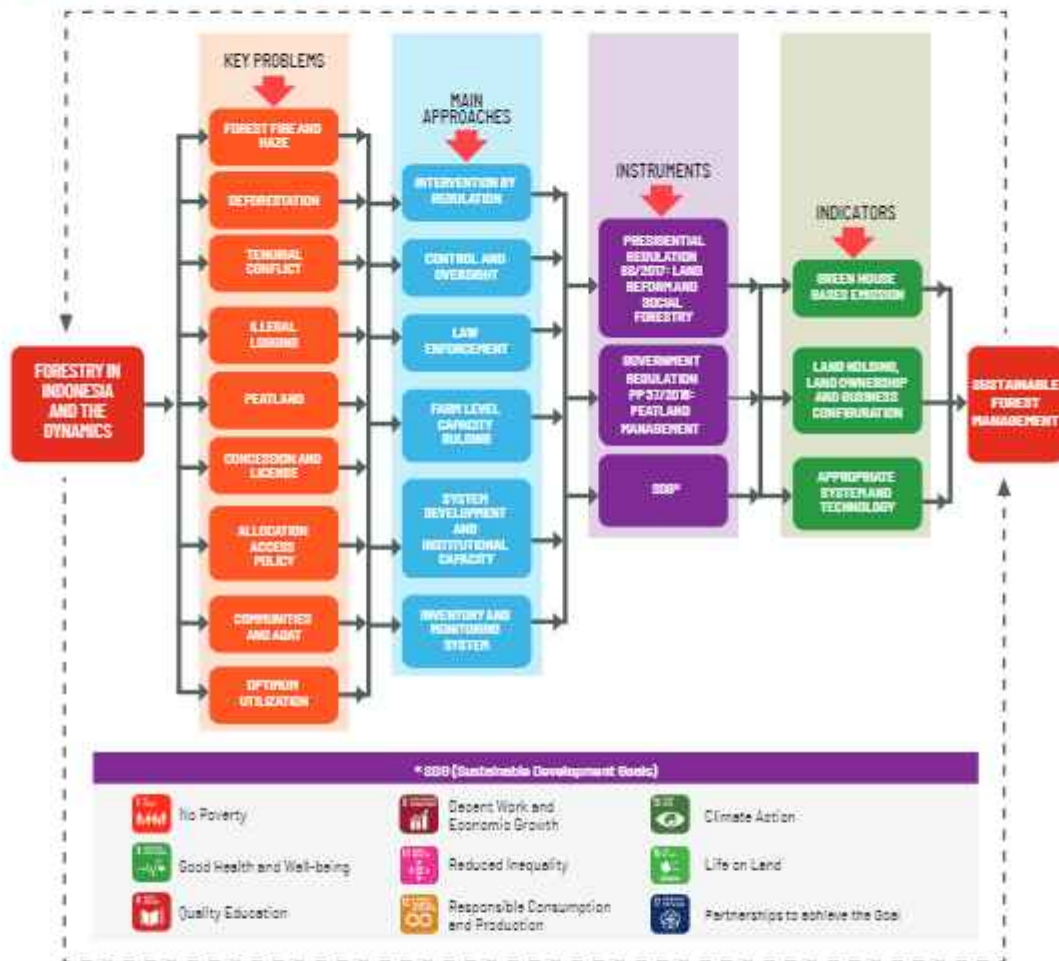 KEY PROBLEMS
FOREST FIRE AND
HAZE
DEFORESTATION
TENURIAL
CONFLICT
ILLEGAL
LOGGING
PEATLAND
CONCESSION AND
LICENSE
ALLOCATION
ACCESS
POLICY
COMMUNITIES
AND ADAT
OPTIMUM
UTILIZATION
MAIN
APPROACHES
INTERVENTION BY
REGULATION
CONTROL AND
OVERSIGHT
LAW
ENFORCEMENT
FARM LEVEL
CAPACITY
BUILDING
SYSTEM
DEVELOPMENT
AND
INSTITUTIONAL
CAPACITY
INVENTORY AND
MONITORING
SYSTEM
INSTRUMENTS
PRESIDENTIAL
REGULATION
/2017: LAND
REFORM AND
SOCIAL
FORESTRY
GOVERNMENT
REGULATION
PEATLAND
MANAGEMENT
SDG*
INDICATORS
GREEN HOUSE
BASED EMISSION
LAND HOLDING,
LAND OWNERSHIP
AND BUSINESS
CONFIGURATION
APPROPRIATE
SYSTEM AND
TECHNOLOGY
FORESTRY IN
INDONESIA
AND THE
DYNAMICS
SUSTAINABLE
FOREST
MANAGEMENT
* SDG (Sustainable Development Goals)
No Poverty
Good Health and Well-being
Quality Education
Decent Work and
Economic Growth
Reduced Inequality
Responsible Consumption
and Production
Climate Action
Life on Land
Partnerships to achieve the Goal